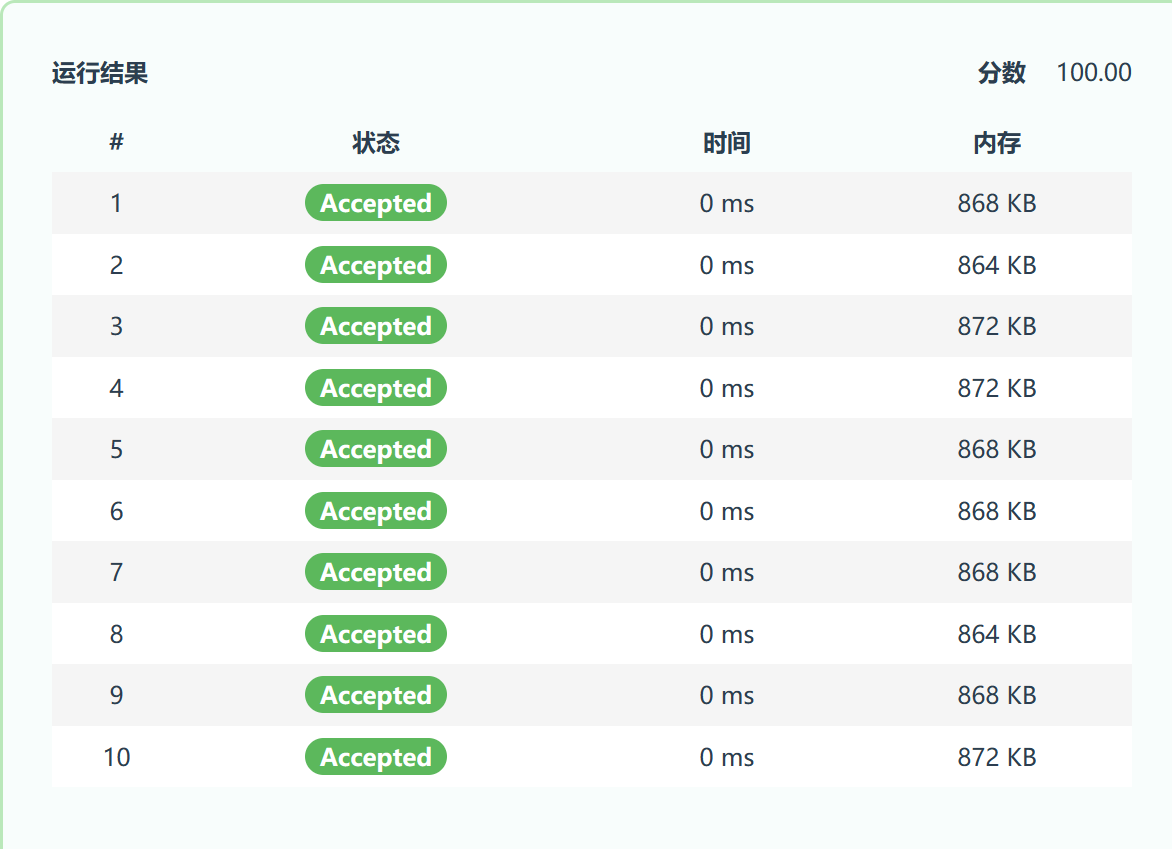 运行结果 分数 100.00
# 状态 时间 内存
1 Accepted 0 ms 868 KB
2 Accepted 0 ms 864 KB
3 Accepted 0 ms 872 KB
4 Accepted 0 ms 872 KB
5 Accepted 0 ms 868 KB
6 Accepted 0 ms 868 KB
7 Accepted 0 ms 868 KB
8 Accepted 0 ms 864 KB
9 Accepted 0 ms 868 KB
10 Accepted 0 ms 872 KB